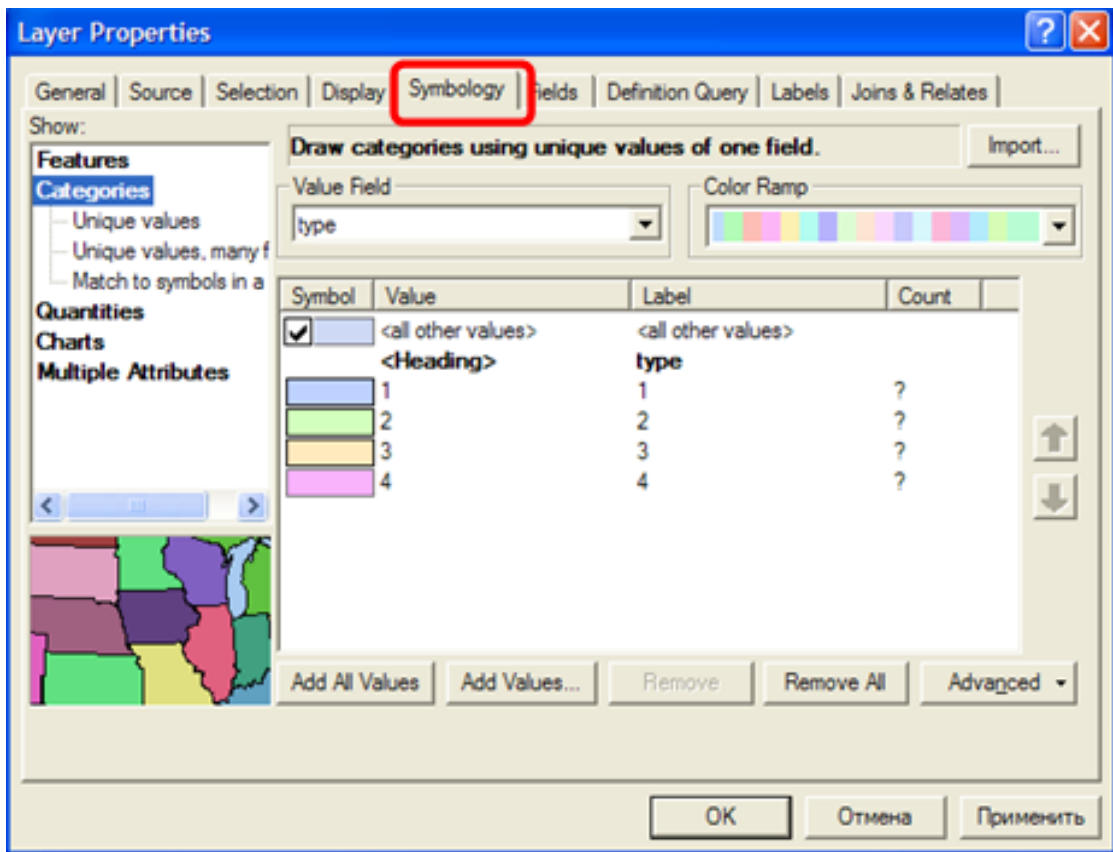 Layer Properties
General Source Selection Display Symbology Fields Definition Query Labels Joins & Relates
Show:
Features
Categories
Unique values
Unique values, many f
Match to symbols in a
Quantities
Charts
Multiple Attributes
Draw categories using unique values of one field.
Import...
Value Field
type
Color Ramp
Symbol Value Label Count
<all other values> <all other values>
<Heading> type
1 1 ?
2 2 ?
3 3 ?
4 4 ?
Add All Values Add Values... Remove Remove All Advanced
OK Отмена Применить